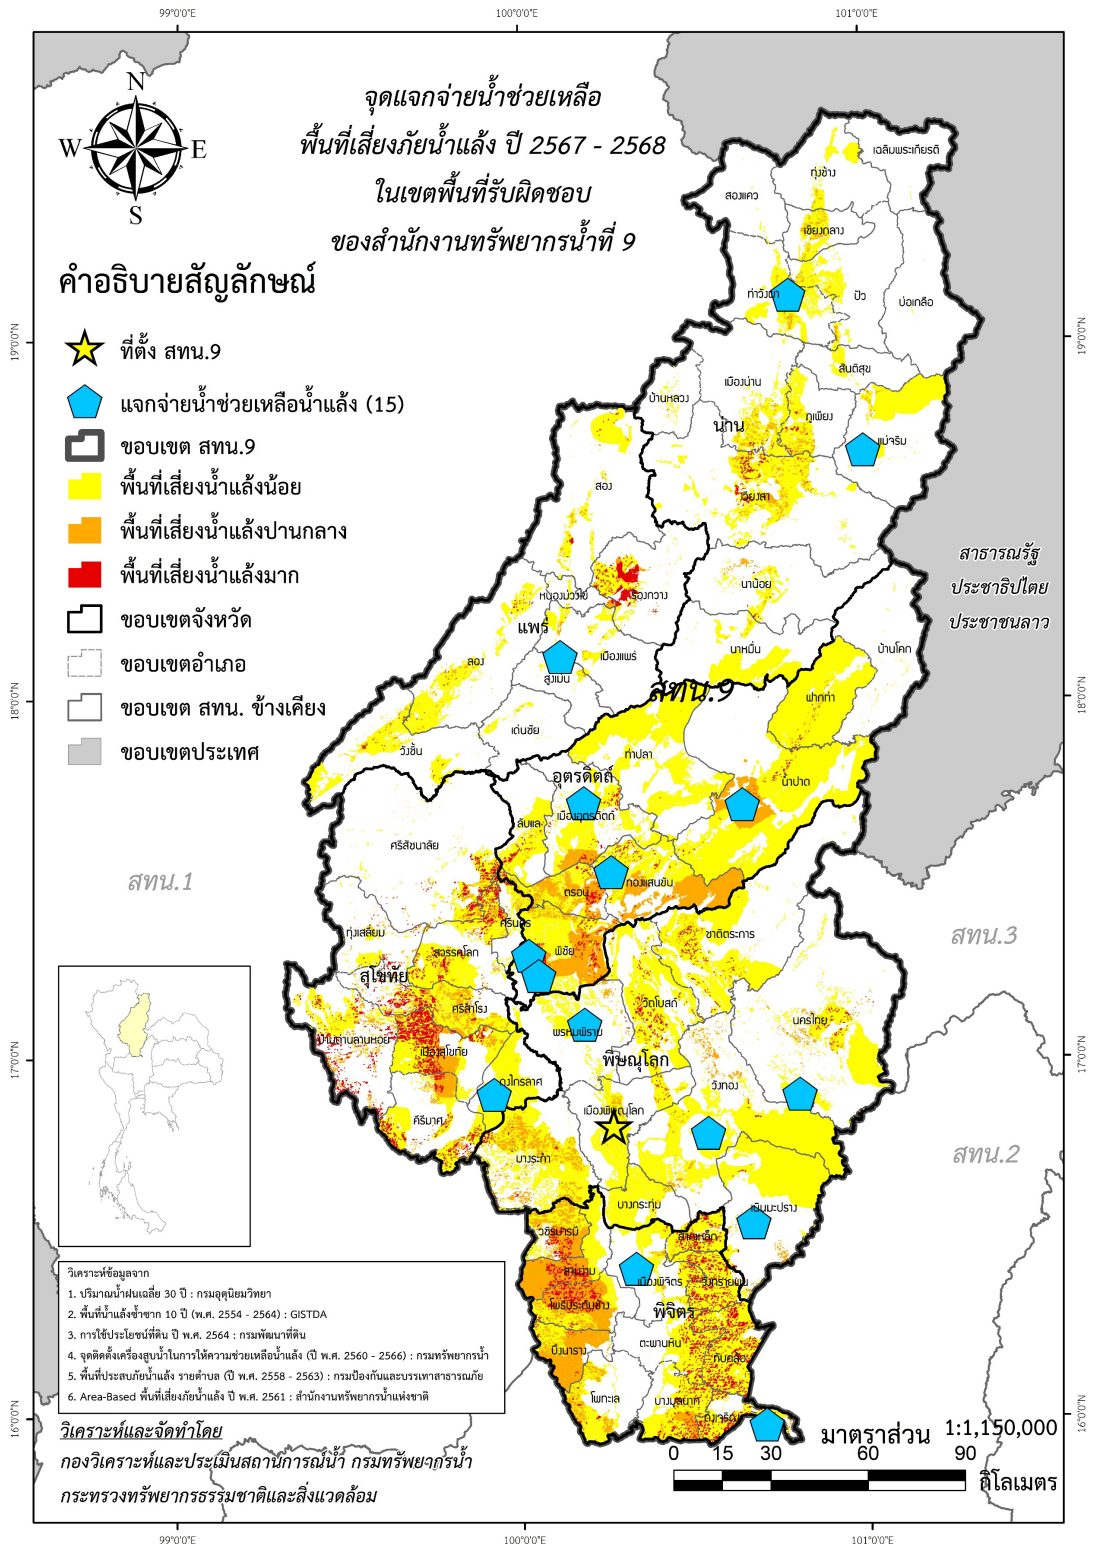 99°0'0"E
100°0'0"E
101°0'0"E
N
W
E
S
จุดแจกจ่ายน้ำช่วยเหลือ
พื้นที่เสี่ยงภัยน้ำแล้ง ปี 2567 - 2568
ในเขตพื้นที่รับผิดชอบ
ของสำนักงานทรัพยากรน้ำที่ 9
คำอธิบายสัญลักษณ์
ที่ตั้ง สทน.9
แจกจ่ายน้ำช่วยเหลือน้ำแล้ง (15)
ขอบเขต สทน.9
พื้นที่เสี่ยงน้ำแล้งน้อย
พื้นที่เสี่ยงน้ำแล้งปานกลาง
พื้นที่เสี่ยงน้ำแล้งมาก
ขอบเขตจังหวัด
ขอบเขตอำเภอ
ขอบเขต สทน. ข้างเคียง
ขอบเขตประเทศ
เฉลิมพระเกียรติ
ทุ่งช้าง
สองแคว
เชียงกลาง
ท่าวังผา
ปัว
บ่อเกลือ
19°0'0"N
19°0'0"N
สันติสุข
เมืองน่าน
บ้านหลวง
ภูเพียง
น่าน
แม่จริม
เวียงสา
สอง
สาธารณรัฐ
ประชาธิปไตย
ประชาชนลาว
นาน้อย
หนองม่วงไข่
ร้องกวาง
แพร่
เมืองแพร่
นาหมื่น
บ้านโคก
ลอง
สูงเม่น
สทน.9
ฟากท่า
18°0'0"N
18°0'0"N
เด่นชัย
วังชิ้น
ท่าปลา
อุตรดิตถ์
น้ำปาด
เมืองอุตรดิตถ์
ลับแล
ศรีสัชนาลัย
สทน.1
ทองแสนขัน
ตรอน
ศรีนคร
ทุ่งเสลี่ยม
ชาติตระการ
สทน.3
สวรรคโลก
พิชัย
สุโขทัย
ศรีสำโรง
วัดโบสถ์
นครไทย
พรหมพิราม
บ้านด่านลานหอย
เมืองสุโขทัย
พิษณุโลก
17°0'0"N
17°0'0"N
กงไกรลาศ
วังทอง
คีรีมาศ
เมืองพิษณุโลก
บางระกำ
สทน.2
บางกระทุ่ม
เนินมะปราง
วชิรบารมี
สากเหล็ก
สามง่าม
เมืองพิจิตร
วังทรายพูน
โพธิ์ประทับช้าง
พิจิตร
ตะพานหิน
บึงนาราง
ทับคล้อ
โพทะเล
บางมูลนาก
ดงเจริญ
16°0'0"N
16°0'0"N
วิเคราะห์ข้อมูลจาก
1. ปริมาณน้ำฝนเฉลี่ย 30 ปี : กรมอุตุนิยมวิทยา
2. พื้นที่น้ำแล้งซ้ำซาก 10 ปี (พ.ศ. 2554 - 2564) : GISTDA
3. การใช้ประโยชน์ที่ดิน ปี พ.ศ. 2564 : กรมพัฒนาที่ดิน
4. จุดติดตั้งเครื่องสูบน้ำในการให้ความช่วยเหลือน้ำแล้ง (ปี พ.ศ. 2560 - 2566) : กรมทรัพยากรน้ำ
5. พื้นที่ประสบภัยน้ำแล้ง รายตำบล (ปี พ.ศ. 2558 - 2563) : กรมป้องกันและบรรเทาสาธารณภัย
6. Area-Based พื้นที่เสี่ยงภัยน้ำแล้ง ปี พ.ศ. 2561 : สำนักงานทรัพยากรน้ำแห่งชาติ
วิเคราะห์และจัดทำโดย
กองวิเคราะห์และประเมินสถานการณ์น้ำ กรมทรัพยากรน้ำ
กระทรวงทรัพยากรธรรมชาติและสิ่งแวดล้อม
มาตราส่วน 1:1,150,000
0 15 30 60 90
กิโลเมตร
99°0'0"E
100°0'0"E
101°0'0"E